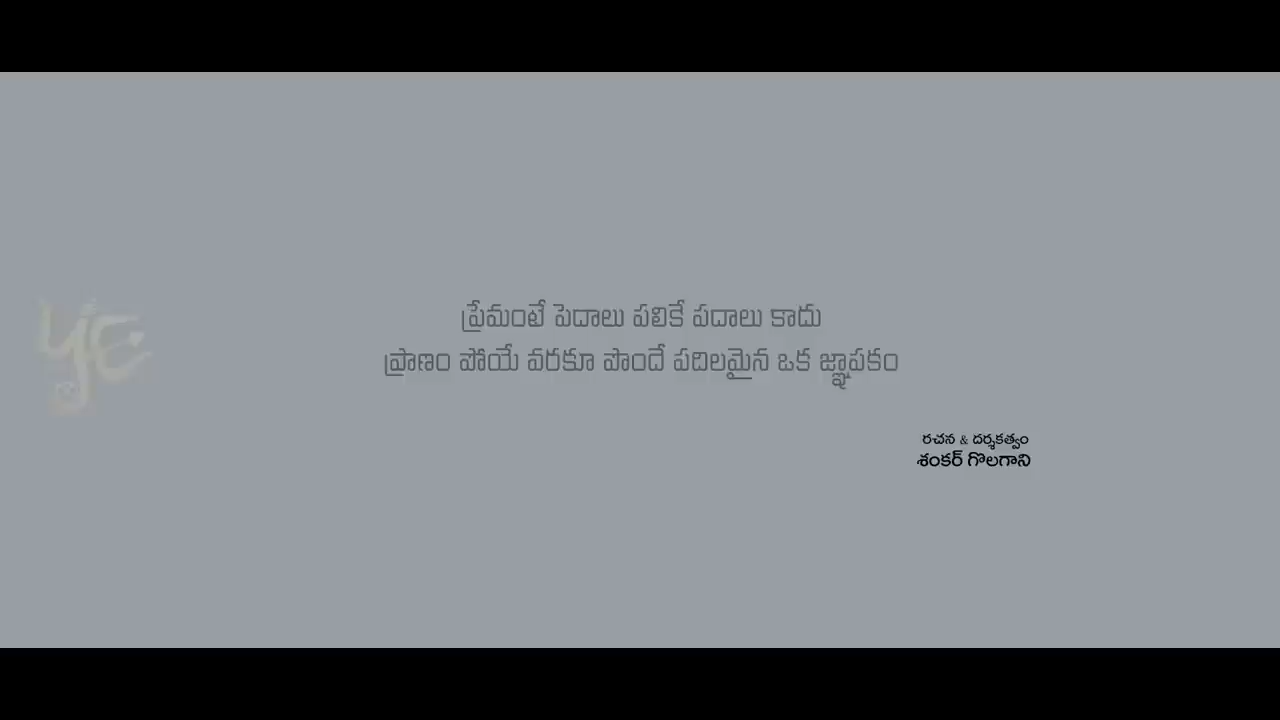 ప్రేమంటే పెదాలు పలికే పదాలు కాదు
ప్రాణం పోయే వరకూ పొందే పదిలమైన ఒక జ్ఞాపకం
రచన & దర్శకత్వం
శంకర్ గొలగాని